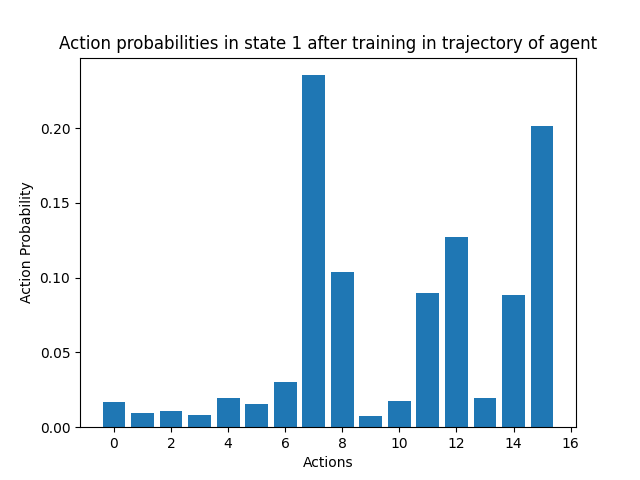 Action probabilities in state 1 after training in trajectory of agent
0.20
0.15
0.10
0.05
0.00
Action Probability
0 2 4 6 8 10 12 14 16
Actions